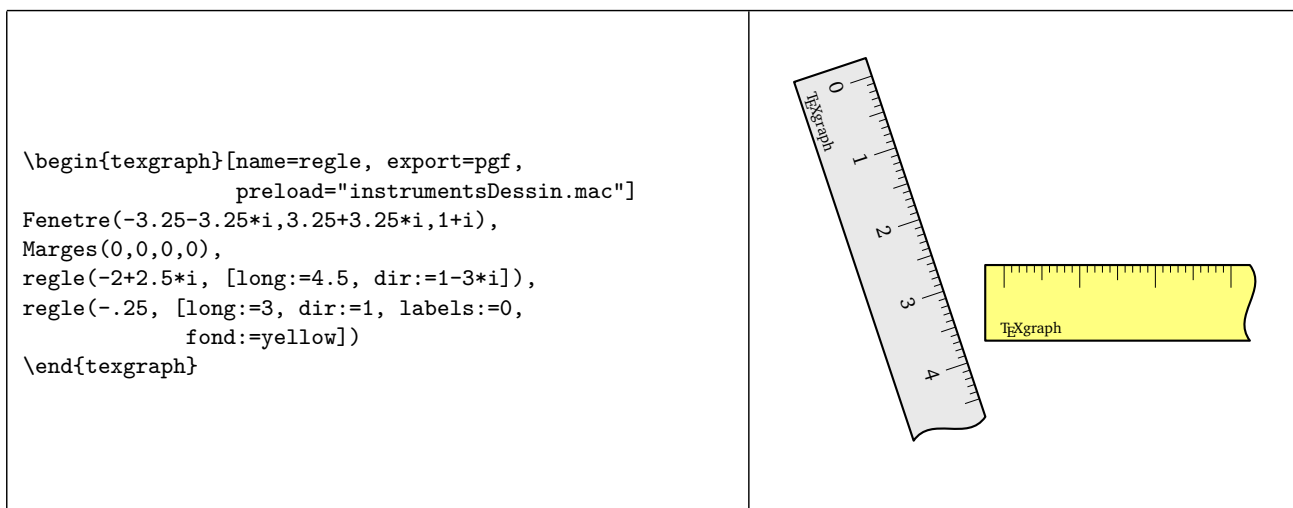 \begin{texgraph}[name=regle, export=pgf,
preload="instrumentsDessin.mac"]
Fenetre(-3.25-3.25*i,3.25+3.25*i,1+i),
Marges(0,0,0,0),
regle(-2+2.5*i, [long:=4.5, dir:=1-3*i]),
regle(-.25, [long:=3, dir:=1, labels:=0,
fond:=yellow])
\end{texgraph}
0
TEXgraph
1
2
3
4
TEXgraph